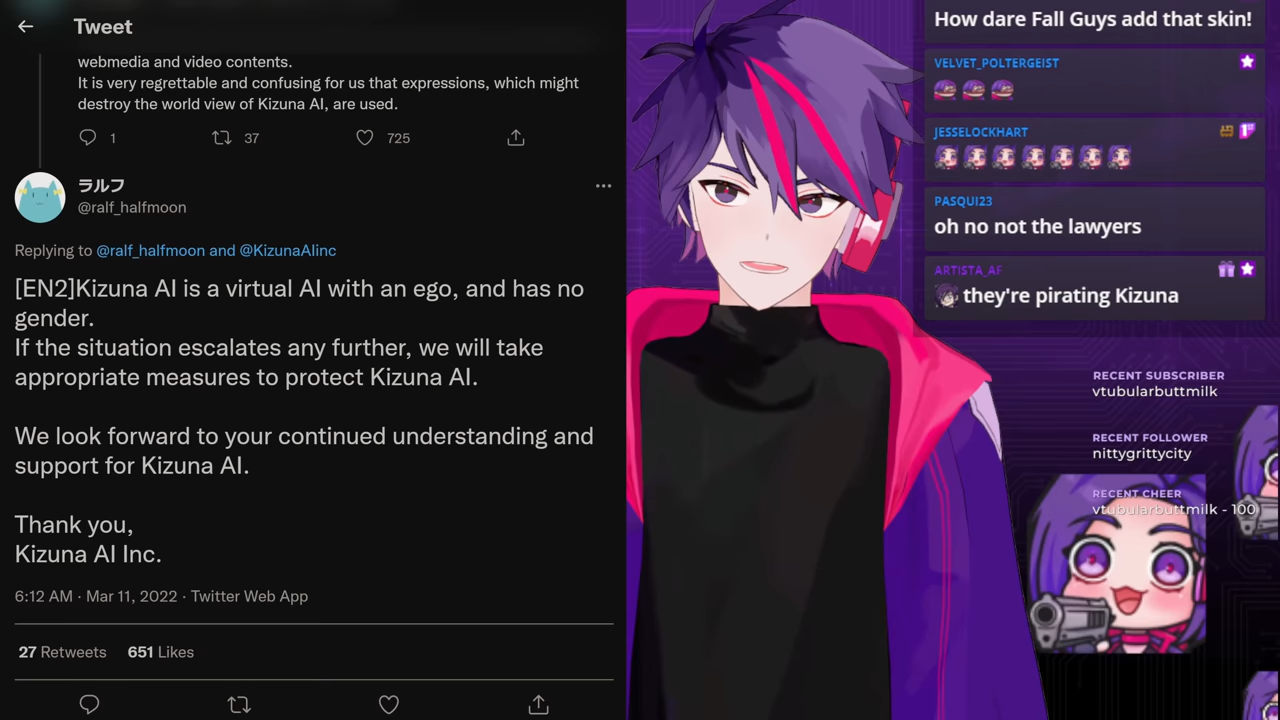 Tweet
webmedia and video contents.
It is very regrettable and confusing for us that expressions, which might
destroy the world view of Kizuna AI, are used.
1
37
725
ラルフ
@ralf_halfmoon
Replying to @ralf_halfmoon and @KizunaAIinc
[EN2]Kizuna AI is a virtual AI with an ego, and has no
gender.
If the situation escalates any further, we will take
appropriate measures to protect Kizuna AI.
We look forward to your continued understanding and
support for Kizuna AI.
Thank you,
Kizuna AI Inc.
6:12 AM · Mar 11, 2022 · Twitter Web App
27 Retweets 651 Likes
How dare Fall Guys add that skin!
VELVET_POLTERGEIST
JESSELOCKHART
1st
PASQUI23
oh no not the lawyers
ARTISTA_AF
they're pirating Kizuna
RECENT SUBSCRIBER
vtubularbuttmilk
RECENT FOLLOWER
nittygrittycity
RECENT CHEER
vtubularbuttmilk - 100